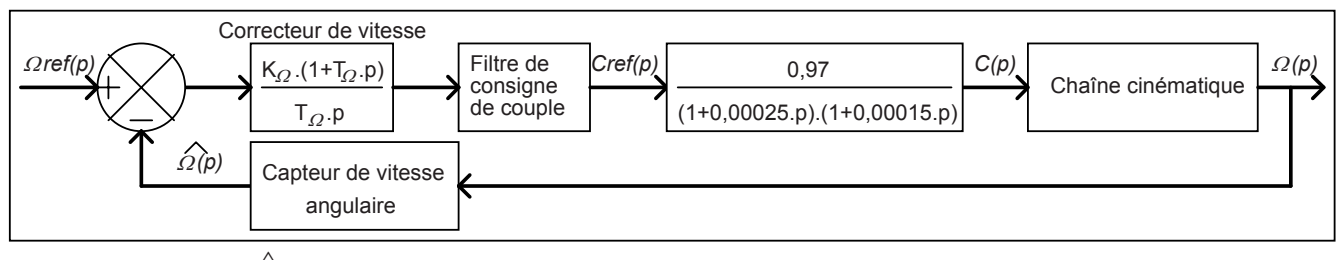 Correcteur de vitesse
Ωref(p)
+
−
K_Ω.(1+T_Ω.p)
T_Ω.p
Filtre de
consigne
de couple
Cref(p)
0,97
(1+0,00025.p).(1+0,00015.p)
C(p)
Chaîne cinématique
Ω(p)
Ω̂(p)
Capteur de vitesse
angulaire